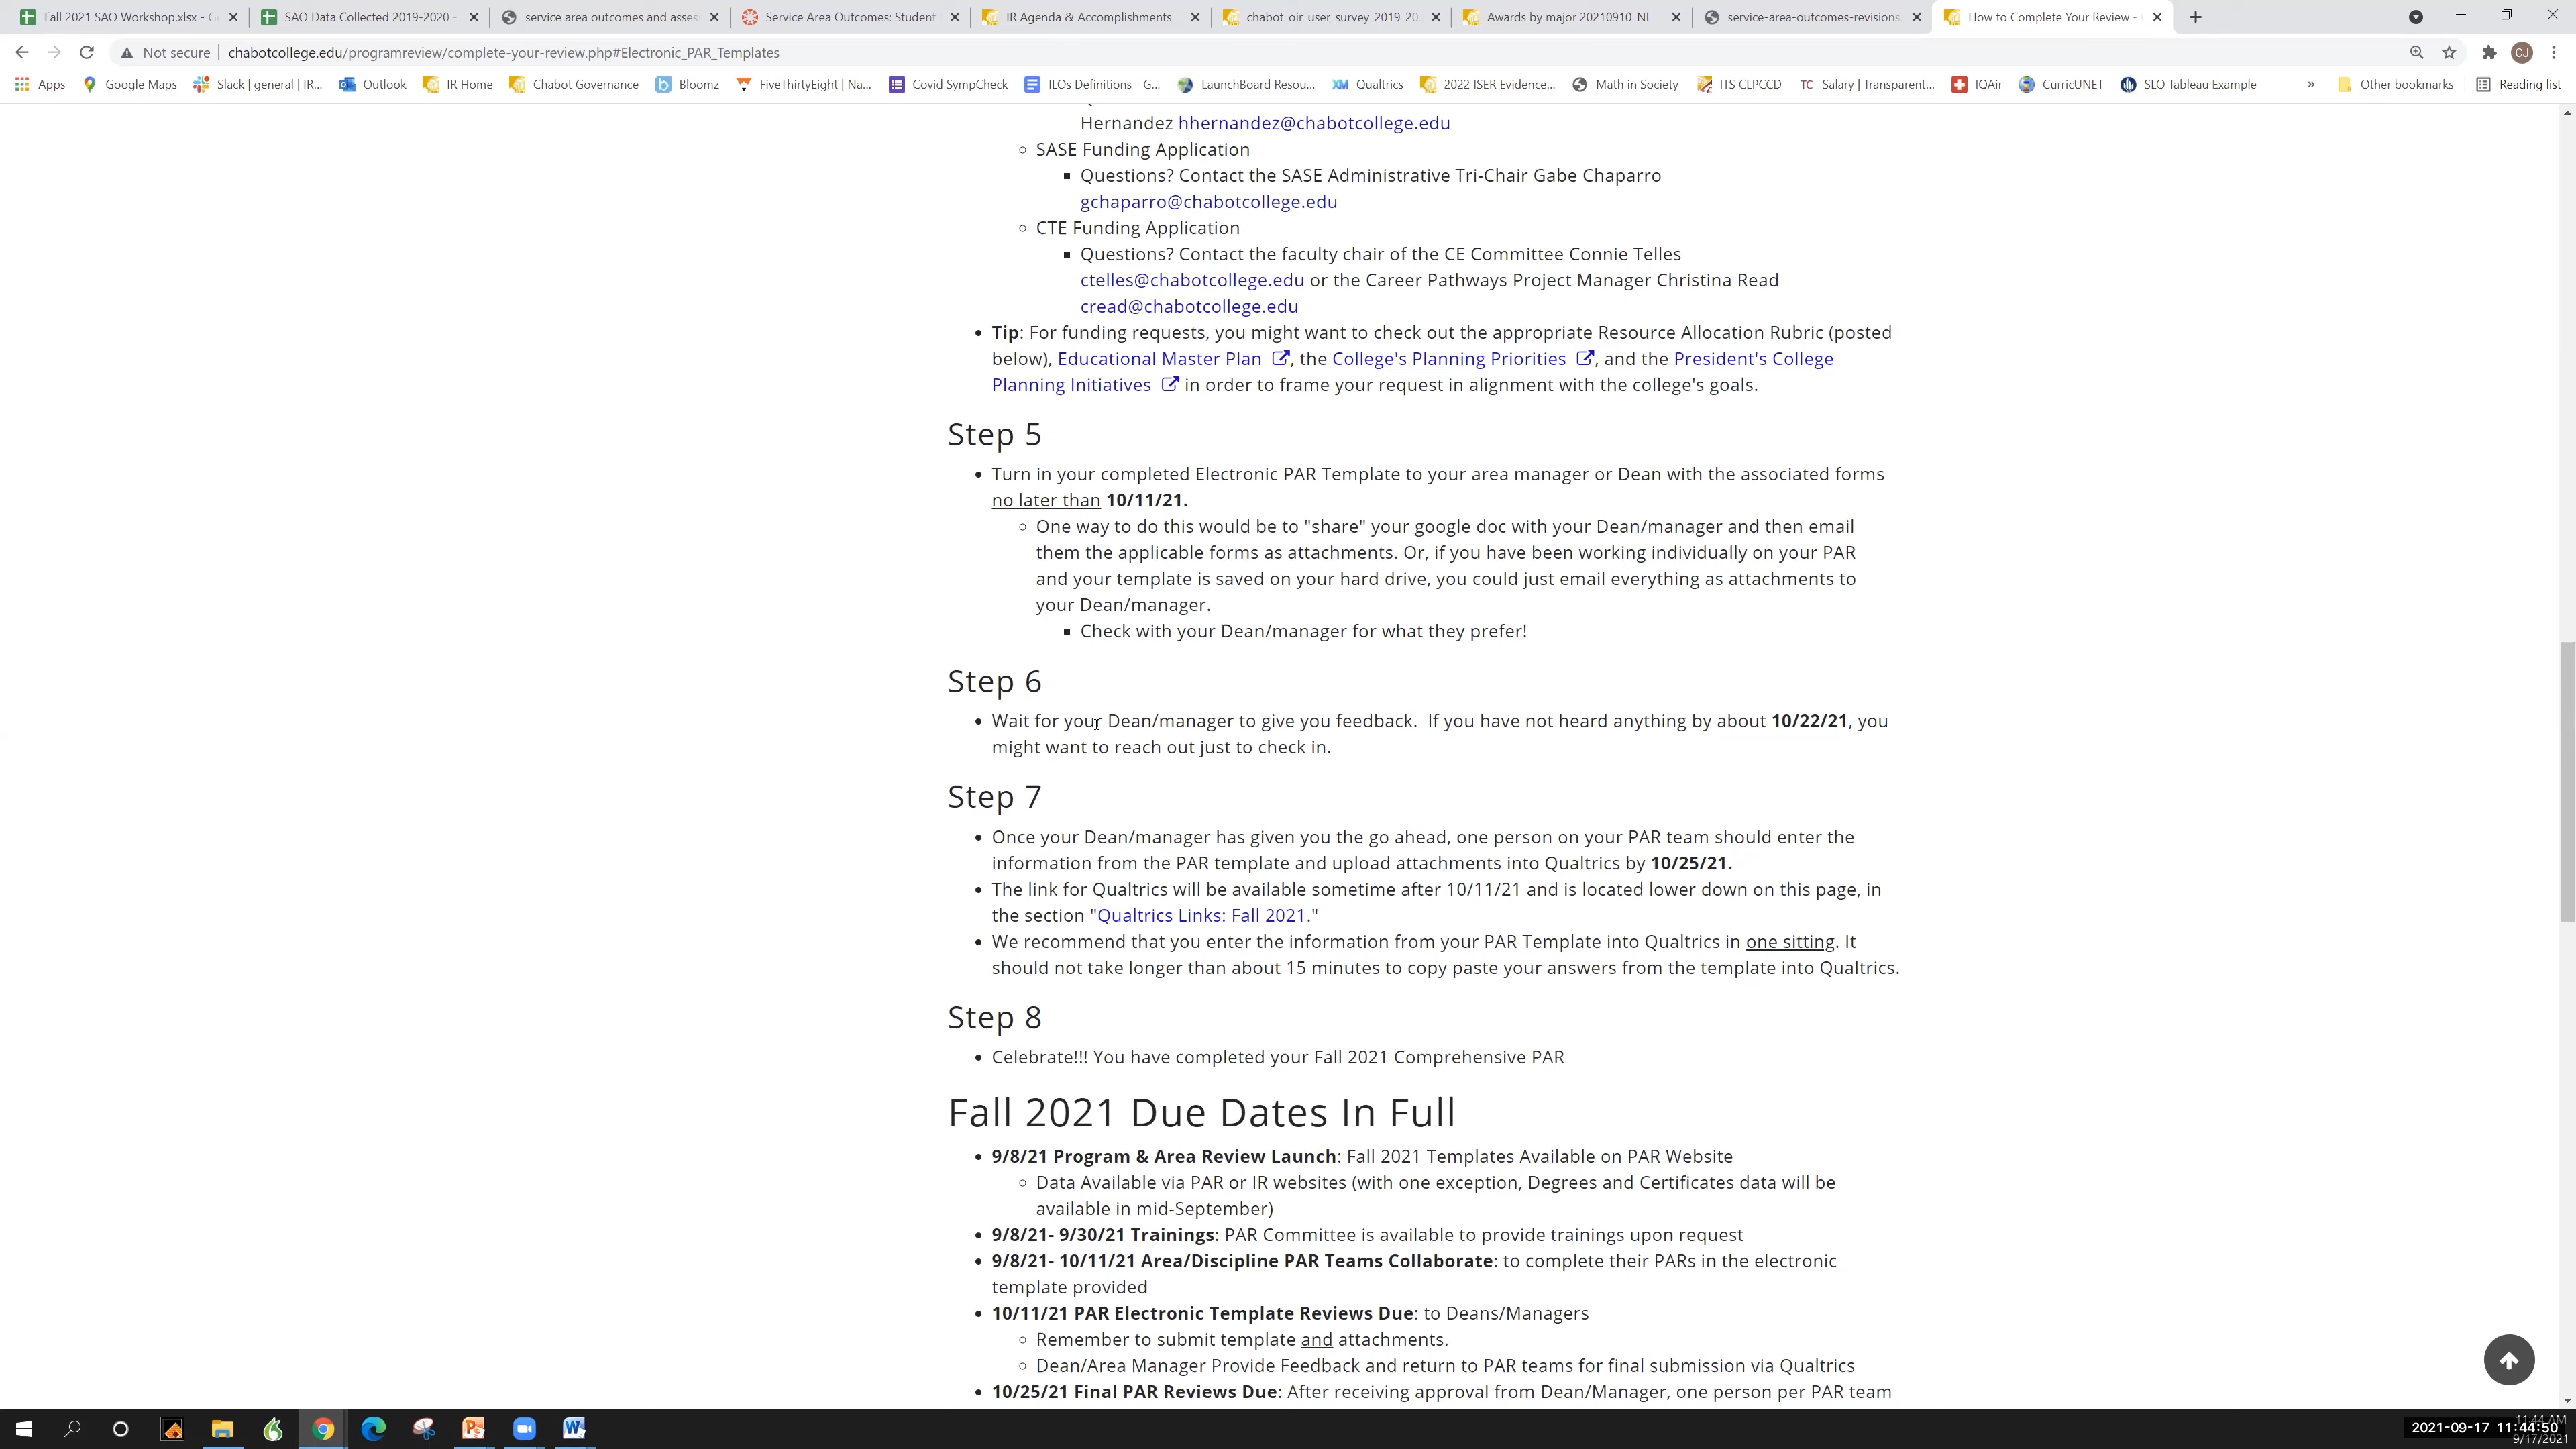 Fall 2021 SAO Workshop.xlsx - G
SAO Data Collected 2019-2020 -
service area outcomes and asses
Service Area Outcomes: Student
IR Agenda & Accomplishments
chabot_oir_user_survey_2019_20
Awards by major 20210910_NL
service-area-outcomes-revisions.
How to Complete Your Review -
Not secure
chabotcollege.edu/programreview/complete-your-review.php#Electronic_PAR_Templates
CJ
Apps
Google Maps
Slack | general | IR...
Outlook
IR Home
Chabot Governance
Bloomz
FiveThirtyEight | Na...
Covid SympCheck
ILOs Definitions - G...
LaunchBoard Resou...
XM Qualtrics
2022 ISER Evidence...
Math in Society
ITS CLPCCD
TC Salary | Transparent...
IQAir
CurricUNET
SLO Tableau Example
»
Other bookmarks
Reading list
Hernandez hhernandez@chabotcollege.edu
SASE Funding Application
Questions? Contact the SASE Administrative Tri-Chair Gabe Chaparro
gchaparro@chabotcollege.edu
CTE Funding Application
Questions? Contact the faculty chair of the CE Committee Connie Telles
ctelles@chabotcollege.edu or the Career Pathways Project Manager Christina Read
cread@chabotcollege.edu
Tip: For funding requests, you might want to check out the appropriate Resource Allocation Rubric (posted
below), Educational Master Plan , the College's Planning Priorities , and the President's College
Planning Initiatives in order to frame your request in alignment with the college's goals.
Step 5
Turn in your completed Electronic PAR Template to your area manager or Dean with the associated forms
no later than 10/11/21.
One way to do this would be to "share" your google doc with your Dean/manager and then email
them the applicable forms as attachments. Or, if you have been working individually on your PAR
and your template is saved on your hard drive, you could just email everything as attachments to
your Dean/manager.
Check with your Dean/manager for what they prefer!
Step 6
Wait for your Dean/manager to give you feedback. If you have not heard anything by about 10/22/21, you
might want to reach out just to check in.
Step 7
Once your Dean/manager has given you the go ahead, one person on your PAR team should enter the
information from the PAR template and upload attachments into Qualtrics by 10/25/21.
The link for Qualtrics will be available sometime after 10/11/21 and is located lower down on this page, in
the section "Qualtrics Links: Fall 2021."
We recommend that you enter the information from your PAR Template into Qualtrics in one sitting. It
should not take longer than about 15 minutes to copy paste your answers from the template into Qualtrics.
Step 8
Celebrate!!! You have completed your Fall 2021 Comprehensive PAR
Fall 2021 Due Dates In Full
9/8/21 Program & Area Review Launch: Fall 2021 Templates Available on PAR Website
Data Available via PAR or IR websites (with one exception, Degrees and Certificates data will be
available in mid-September)
9/8/21- 9/30/21 Trainings: PAR Committee is available to provide trainings upon request
9/8/21- 10/11/21 Area/Discipline PAR Teams Collaborate: to complete their PARs in the electronic
template provided
10/11/21 PAR Electronic Template Reviews Due: to Deans/Managers
Remember to submit template and attachments.
Dean/Area Manager Provide Feedback and return to PAR teams for final submission via Qualtrics
10/25/21 Final PAR Reviews Due: After receiving approval from Dean/Manager, one person per PAR team
11:44 AM
2021-09-17 11:44:50
9/17/2021